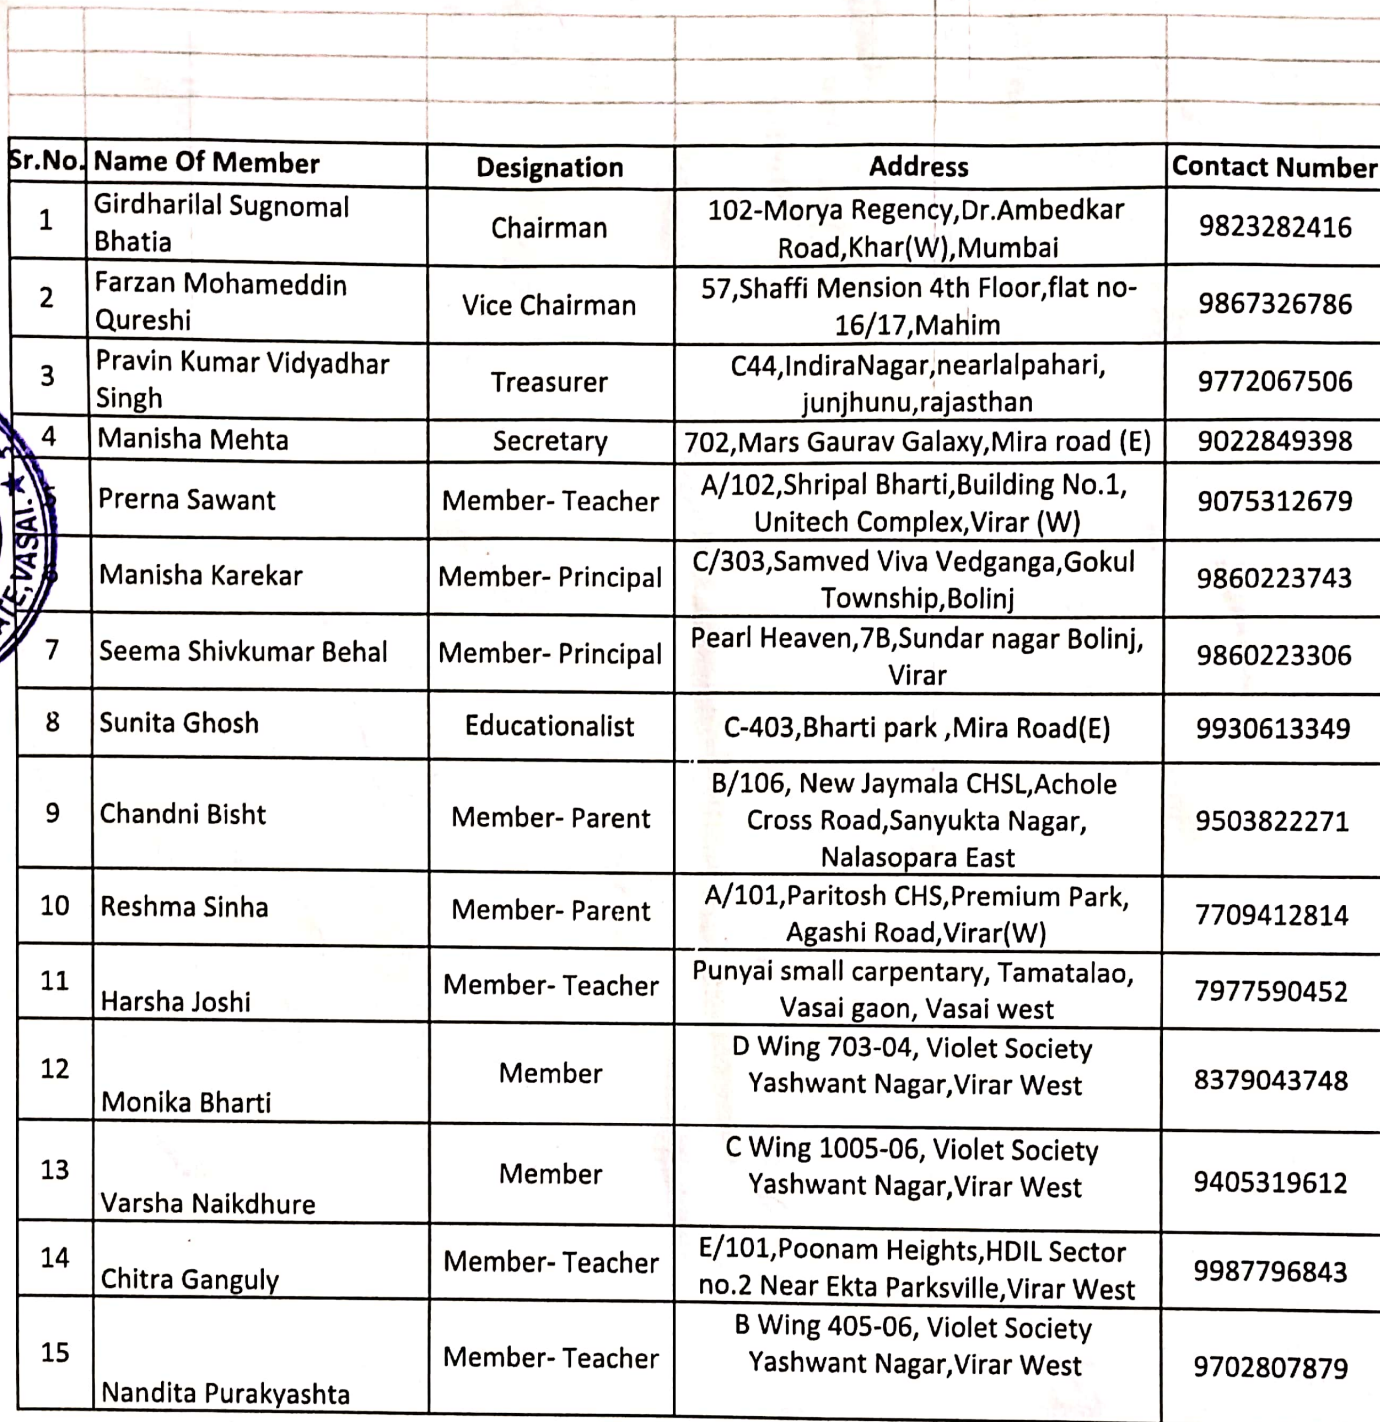 Sr.No. Name Of Member Designation Address Contact Number
1 Girdharilal Sugnomal Bhatia Chairman 102-Morya Regency,Dr.Ambedkar Road,Khar(W),Mumbai 9823282416
2 Farzan Mohameddin Qureshi Vice Chairman 57,Shaffi Mension 4th Floor,flat no-16/17,Mahim 9867326786
3 Pravin Kumar Vidyadhar Singh Treasurer C44,IndiraNagar,nearlalpahari, junjhunu,rajasthan 9772067506
4 Manisha Mehta Secretary 702,Mars Gaurav Galaxy,Mira road (E) 9022849398
5 Prerna Sawant Member- Teacher A/102,Shripal Bharti,Building No.1, Unitech Complex,Virar (W) 9075312679
6 Manisha Karekar Member- Principal C/303,Samved Viva Vedganga,Gokul Township,Bolinj 9860223743
7 Seema Shivkumar Behal Member- Principal Pearl Heaven,7B,Sundar nagar Bolinj, Virar 9860223306
8 Sunita Ghosh Educationalist C-403,Bharti park ,Mira Road(E) 9930613349
9 Chandni Bisht Member- Parent B/106, New Jaymala CHSL,Achole Cross Road,Sanyukta Nagar, Nalasopara East 9503822271
10 Reshma Sinha Member- Parent A/101,Paritosh CHS,Premium Park, Agashi Road,Virar(W) 7709412814
11 Harsha Joshi Member- Teacher Punyai small carpentary, Tamatalao, Vasai gaon, Vasai west 7977590452
12 Monika Bharti Member D Wing 703-04, Violet Society Yashwant Nagar,Virar West 8379043748
13 Varsha Naikdhure Member C Wing 1005-06, Violet Society Yashwant Nagar,Virar West 9405319612
14 Chitra Ganguly Member- Teacher E/101,Poonam Heights,HDIL Sector no.2 Near Ekta Parksville,Virar West 9987796843
15 Nandita Purakyashta Member- Teacher B Wing 405-06, Violet Society Yashwant Nagar,Virar West 9702807879
VASAI.